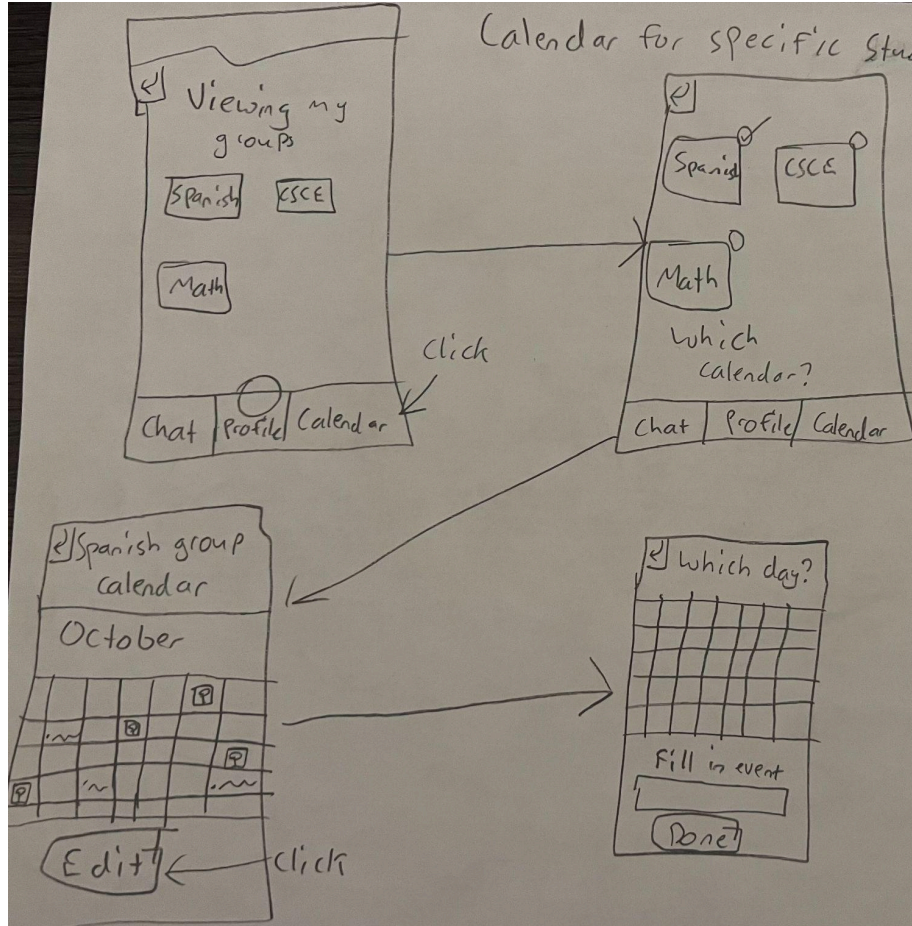 Calendar for specific
Viewing my
groups
Spanish
CSCE
Math
Click
Chat
Profile
Calendar
Spanish
CSCE
Math
Which
calendar?
Chat
Profile
Calendar
Spanish group
calendar
October
Edit
Click
Which day?
Fill in event
Done